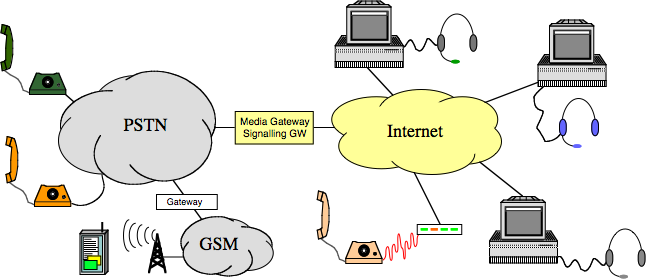 PSTN
Media Gateway
Signalling GW
Internet
Gateway
GSM